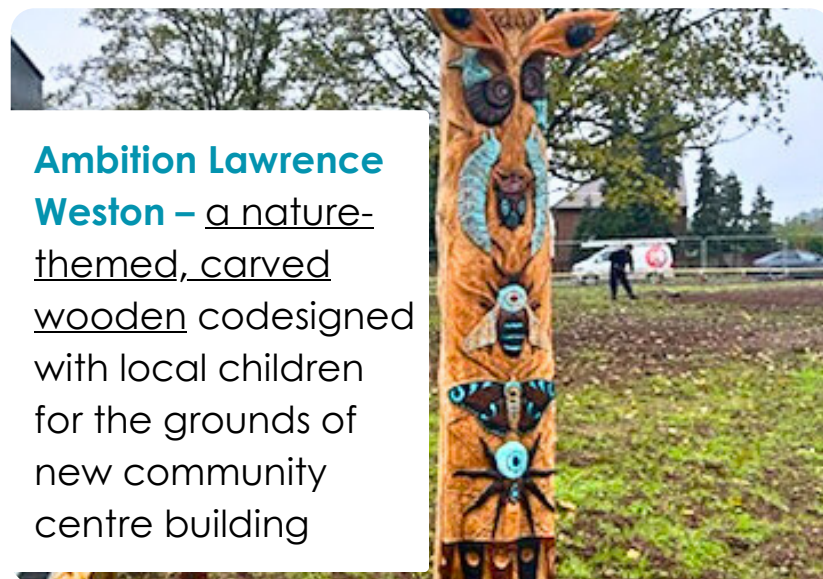 Ambition Lawrence
Weston – a nature-
themed, carved
wooden codesigned
with local children
for the grounds of
new community
centre building